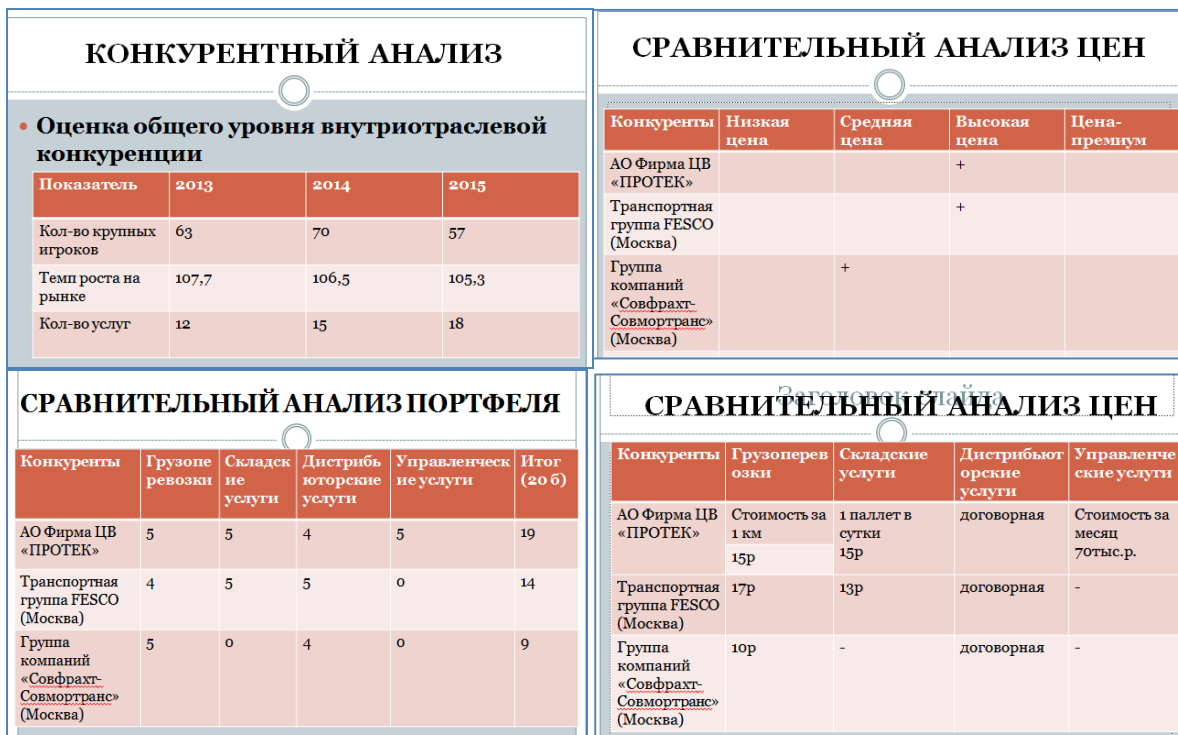 КОНКУРЕНТНЫЙ АНАЛИЗ
• Оценка общего уровня внутриотраслевой
конкуренции
Показатель 2013 2014 2015
Кол-во крупных 63 70 57
игроков
Темп роста на 107,7 106,5 105,3
рынке
Кол-во услуг 12 15 18
СРАВНИТЕЛЬНЫЙ АНАЛИЗ ЦЕН
Конкуренты Низкая Средняя Высокая Цена-
цена цена цена премиум
АО Фирма ЦВ +
«ПРОТЕК»
Транспортная +
группа FESCO
(Москва)
Группа +
компаний
«Совфрахт-
Совмортранс»
(Москва)
СРАВНИТЕЛЬНЫЙ АНАЛИЗ ПОРТФЕЛЯ
Конкуренты Грузопе Складск Дистрибь Управленческ Итог
ревозки ие юторские ие услуги (20 б)
услуги услуги
АО Фирма ЦВ 5 5 4 5 19
«ПРОТЕК»
Транспортная 4 5 5 0 14
группа FESCO
(Москва)
Группа 5 0 4 0 9
компаний
«Совфрахт-
Совмортранс»
(Москва)
Заголовок слайда
СРАВНИТЕЛЬНЫЙ АНАЛИЗ ЦЕН
Конкуренты Грузоперев Складские Дистрибьют Управленче
озки услуги орские ские услуги
услуги
АО Фирма ЦВ Стоимость за 1 паллет в договорная Стоимость за
«ПРОТЕК» 1 км сутки месяц
15р 15р 70тыс.р.
Транспортная 17р 13р договорная -
группа FESCO
(Москва)
Группа 10р - договорная -
компаний
«Совфрахт-
Совмортранс»
(Москва)